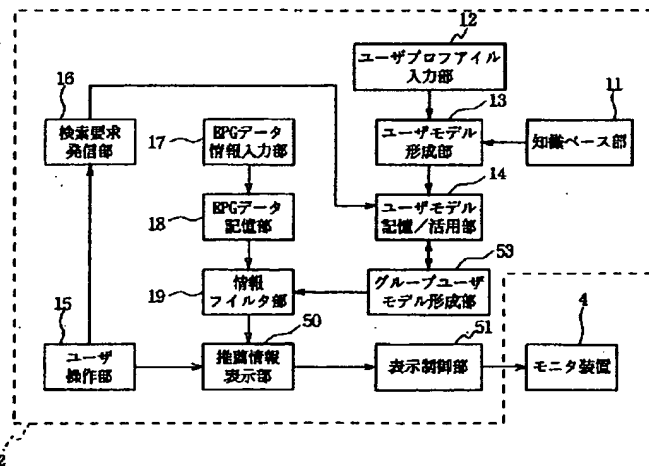 12
ユーザプロファイル
入力部
16
検索要求
発信部
17
EPGデータ
情報入力部
13
ユーザモデル
形成部
11
知識ベース部
18
EPGデータ
記憶部
14
ユーザモデル
記憶/活用部
19
情報
フイルタ部
53
グループユーザ
モデル形成部
15
ユーザ
操作部
50
推薦情報
表示部
51
表示制御部
4
モニタ装置
2